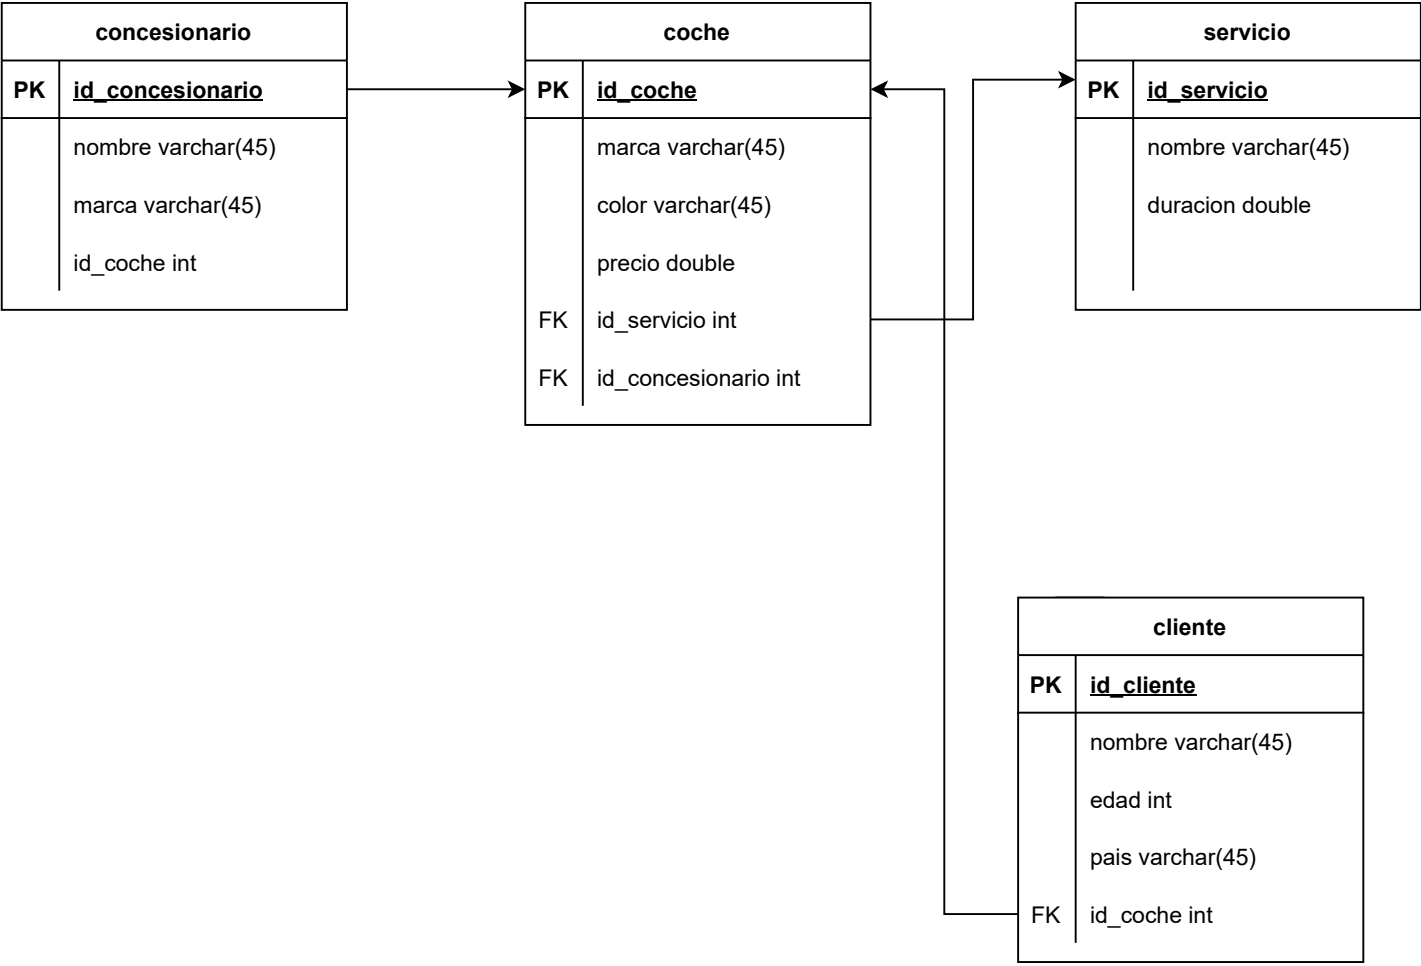 concesionario
PK id_concesionario
nombre varchar(45)
marca varchar(45)
id_coche int
coche
PK id_coche
marca varchar(45)
color varchar(45)
precio double
FK id_servicio int
FK id_concesionario int
servicio
PK id_servicio
nombre varchar(45)
duracion double
cliente
PK id_cliente
nombre varchar(45)
edad int
pais varchar(45)
FK id_coche int